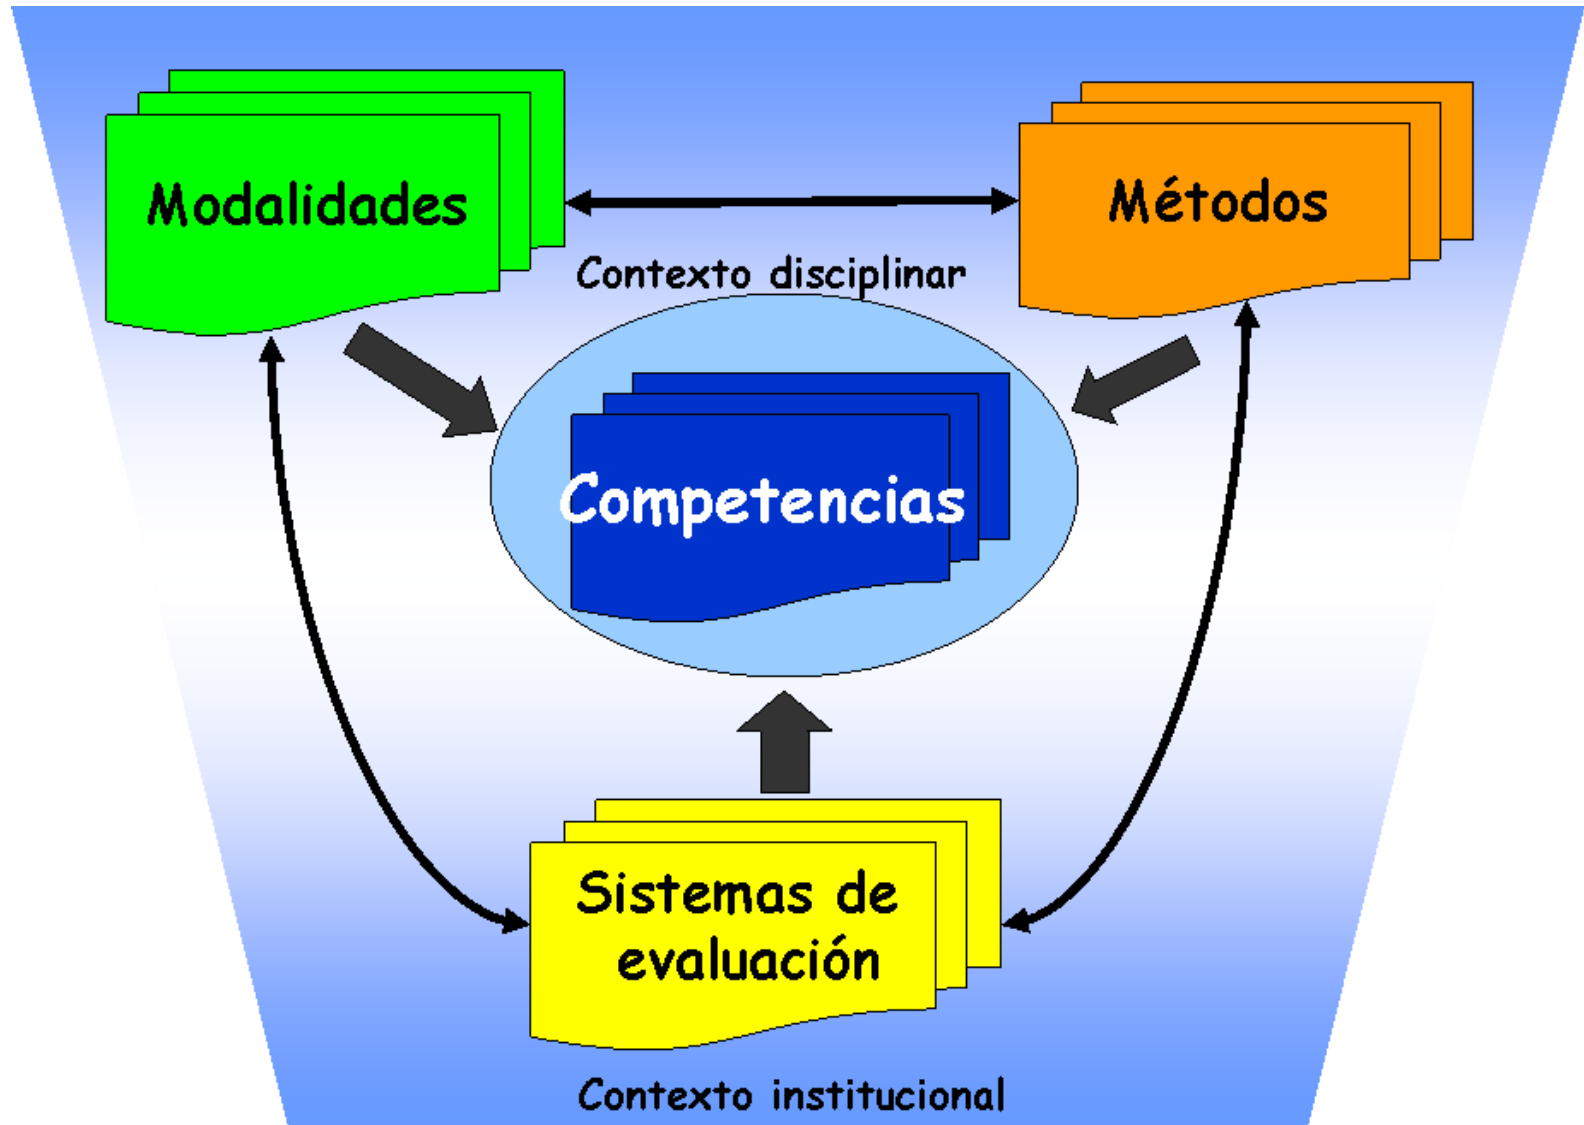 Modalidades
Métodos
Contexto disciplinar
Competencias
Sistemas de
evaluación
Contexto institucional